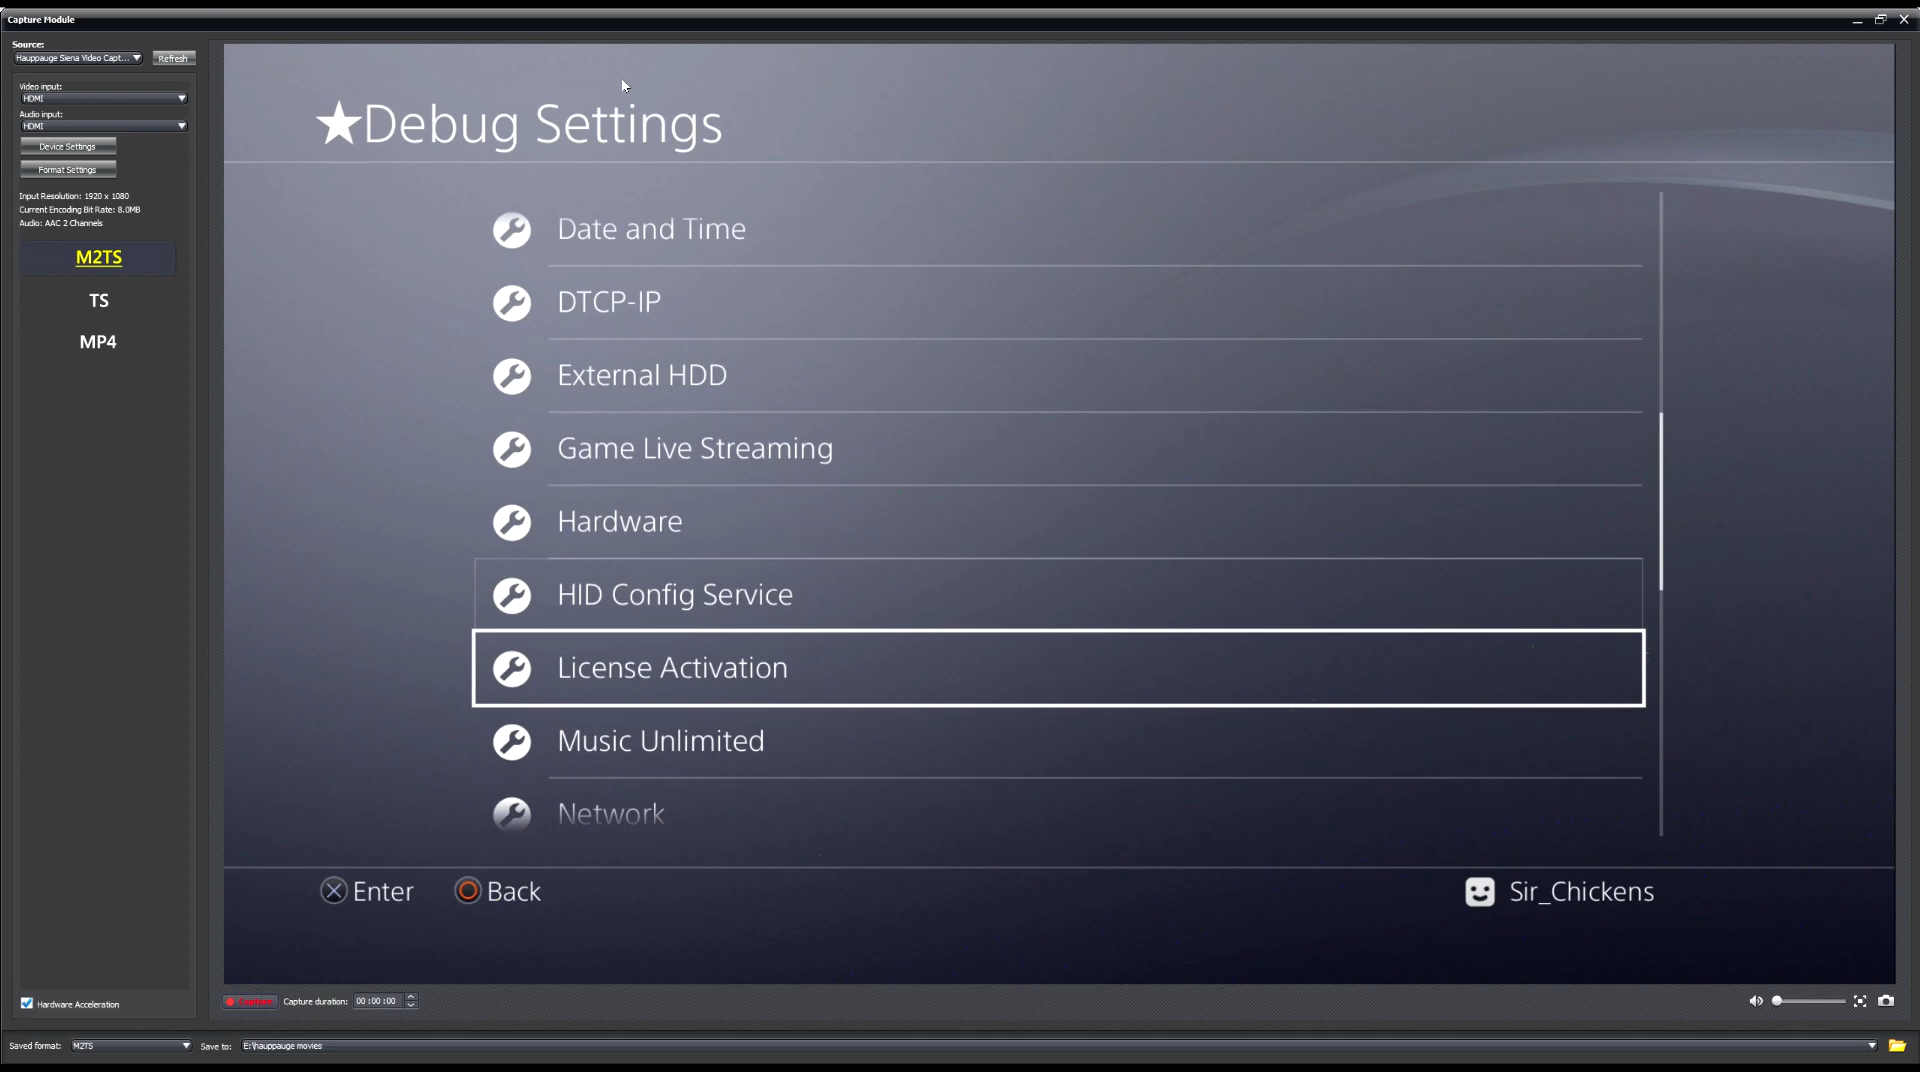 Capture Module
Source:
Hauppauge Siena Video Capt...
Refresh
Video input:
HDMI
Audio input:
HDMI
Device Settings
Format Settings
Input Resolution: 1920 x 1080
Current Encoding Bit Rate: 8.0MB
Audio: AAC 2 Channels
M2TS
TS
MP4
★Debug Settings
Date and Time
DTCP-IP
External HDD
Game Live Streaming
Hardware
HID Config Service
License Activation
Music Unlimited
Network
Enter
Back
Sir_Chickens
Hardware Acceleration
Capture
Capture duration:
00:00:00
Saved format:
M2TS
Save to:
E:\hauppauge movies